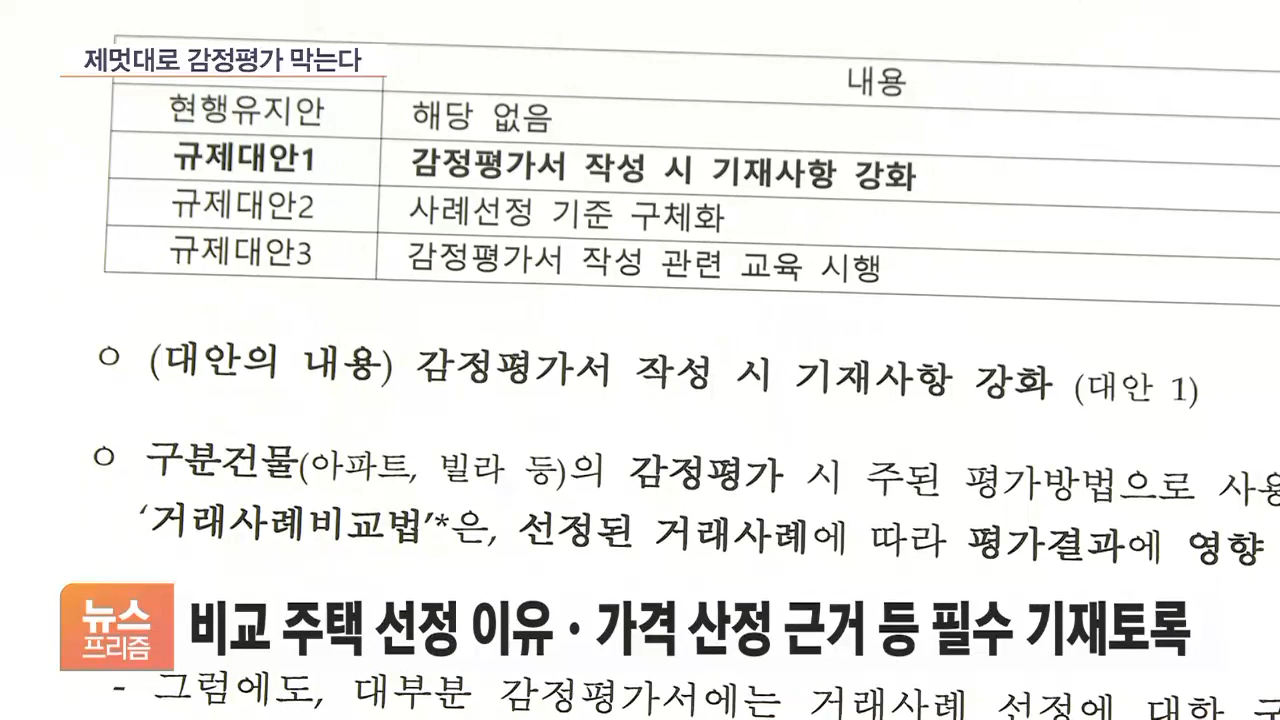 제멋대로 감정평가 막는다
내용
현행유지안 해당 없음
규제대안1 감정평가서 작성 시 기재사항 강화
규제대안2 사례선정 기준 구체화
규제대안3 감정평가서 작성 관련 교육 시행
ㅇ (대안의 내용) 감정평가서 작성 시 기재사항 강화 (대안 1)
ㅇ 구분건물(아파트, 빌라 등)의 감정평가 시 주된 평가방법으로 사용
‘거래사례비교법’*은, 선정된 거래사례에 따라 평가결과에 영향
뉴스
프리즘
비교 주택 선정 이유·가격 산정 근거 등 필수 기재토록
- 그럼에도, 대부분 감정평가서에는 거래사례 선정에 대한